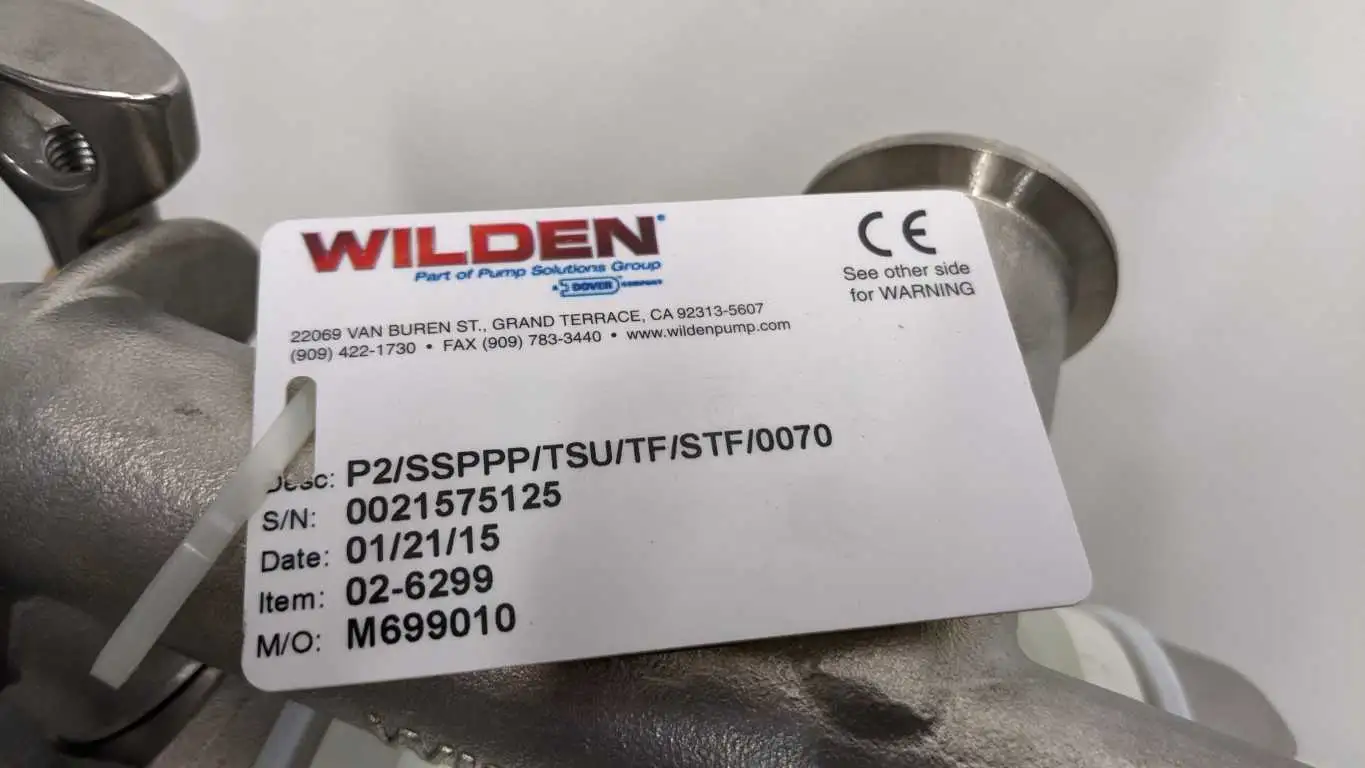 WILDEN®
Part of Pump Solutions Group
A DOVER COMPANY
CE
See other side
for WARNING
22069 VAN BUREN ST., GRAND TERRACE, CA 92313-5607
(909) 422-1730 • FAX (909) 783-3440 • www.wildenpump.com
Desc: P2/SSPPP/TSU/TF/STF/0070
S/N: 0021575125
Date: 01/21/15
Item: 02-6299
M/O: M699010